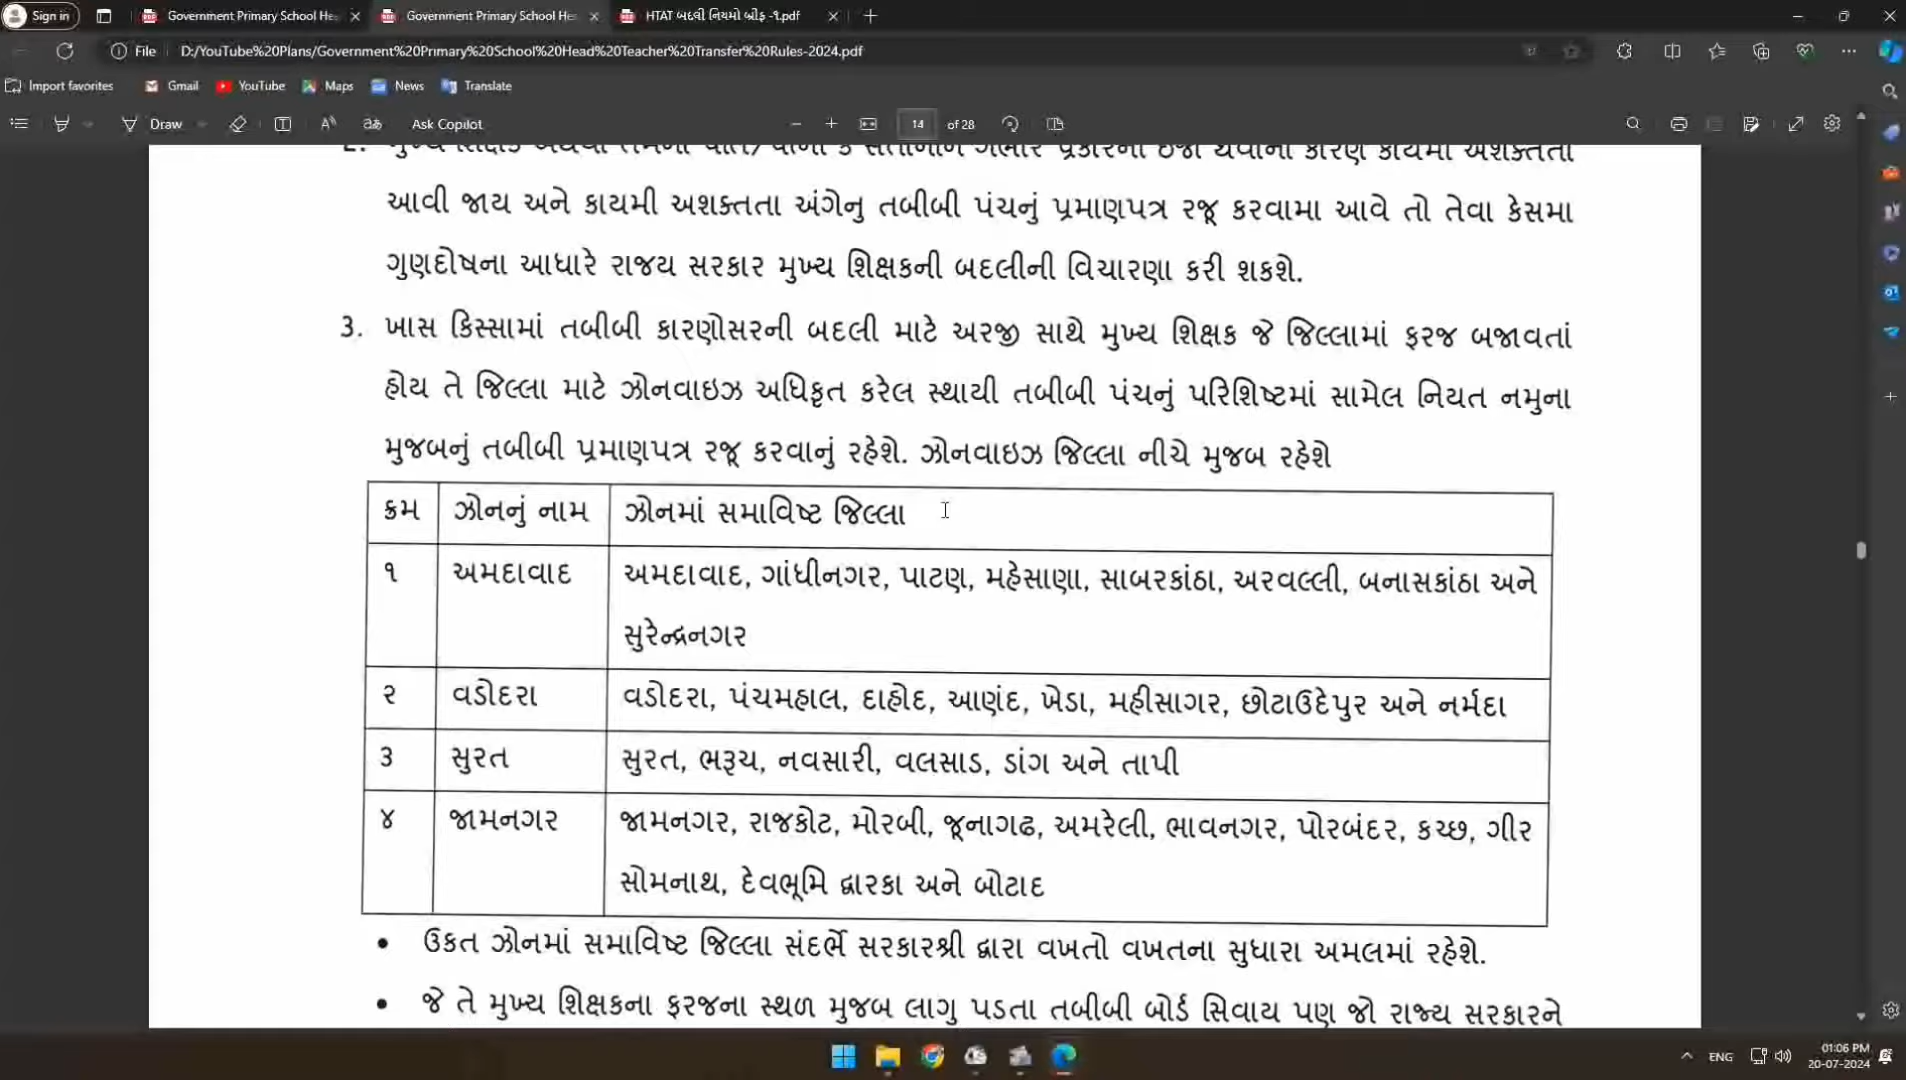 Sign in
Government Primary School He
Government Primary School He
HTAT બદલી નિયમો બ્રીફ -૧.pdf
File
D:/YouTube%20Plans/Government%20Primary%20School%20Head%20Teacher%20Transfer%20Rules-2024.pdf
Import favorites Gmail YouTube Maps News Translate
Draw Ask Copilot 14 of 28
આવી જાય અને કાયમી અશક્તતા અંગેનુ તબીબી પંચનું પ્રમાણપત્ર રજૂ કરવામા આવે તો તેવા કેસમા
ગુણદોષના આધારે રાજય સરકાર મુખ્ય શિક્ષકની બદલીની વિચારણા કરી શકશે.
3. ખાસ કિસ્સામાં તબીબી કારણોસરની બદલી માટે અરજી સાથે મુખ્ય શિક્ષક જે જિલ્લામાં ફરજ બજાવતાં
હોય તે જિલ્લા માટે ઝોનવાઇઝ અધિકૃત કરેલ સ્થાયી તબીબી પંચનું પરિશિષ્ટમાં સામેલ નિયત નમુના
મુજબનું તબીબી પ્રમાણપત્ર રજૂ કરવાનું રહેશે. ઝોનવાઇઝ જિલ્લા નીચે મુજબ રહેશે
ક્રમ ઝોનનું નામ ઝોનમાં સમાવિષ્ટ જિલ્લા
૧ અમદાવાદ અમદાવાદ, ગાંધીનગર, પાટણ, મહેસાણા, સાબરકાંઠા, અરવલ્લી, બનાસકાંઠા અને
સુરેન્દ્રનગર
૨ વડોદરા વડોદરા, પંચમહાલ, દાહોદ, આણંદ, ખેડા, મહીસાગર, છોટાઉદેપુર અને નર્મદા
૩ સુરત સુરત, ભરૂચ, નવસારી, વલસાડ, ડાંગ અને તાપી
૪ જામનગર જામનગર, રાજકોટ, મોરબી, જૂનાગઢ, અમરેલી, ભાવનગર, પોરબંદર, કચ્છ, ગીર
સોમનાથ, દેવભૂમિ દ્વારકા અને બોટાદ
• ઉકત ઝોનમાં સમાવિષ્ટ જિલ્લા સંદર્ભે સરકારશ્રી દ્વારા વખતો વખતના સુધારા અમલમાં રહેશે.
• જે તે મુખ્ય શિક્ષકના ફરજના સ્થળ મુજબ લાગુ પડતા તબીબી બોર્ડ સિવાય પણ જો રાજ્ય સરકારને
ENG
01:06 PM
20-07-2024